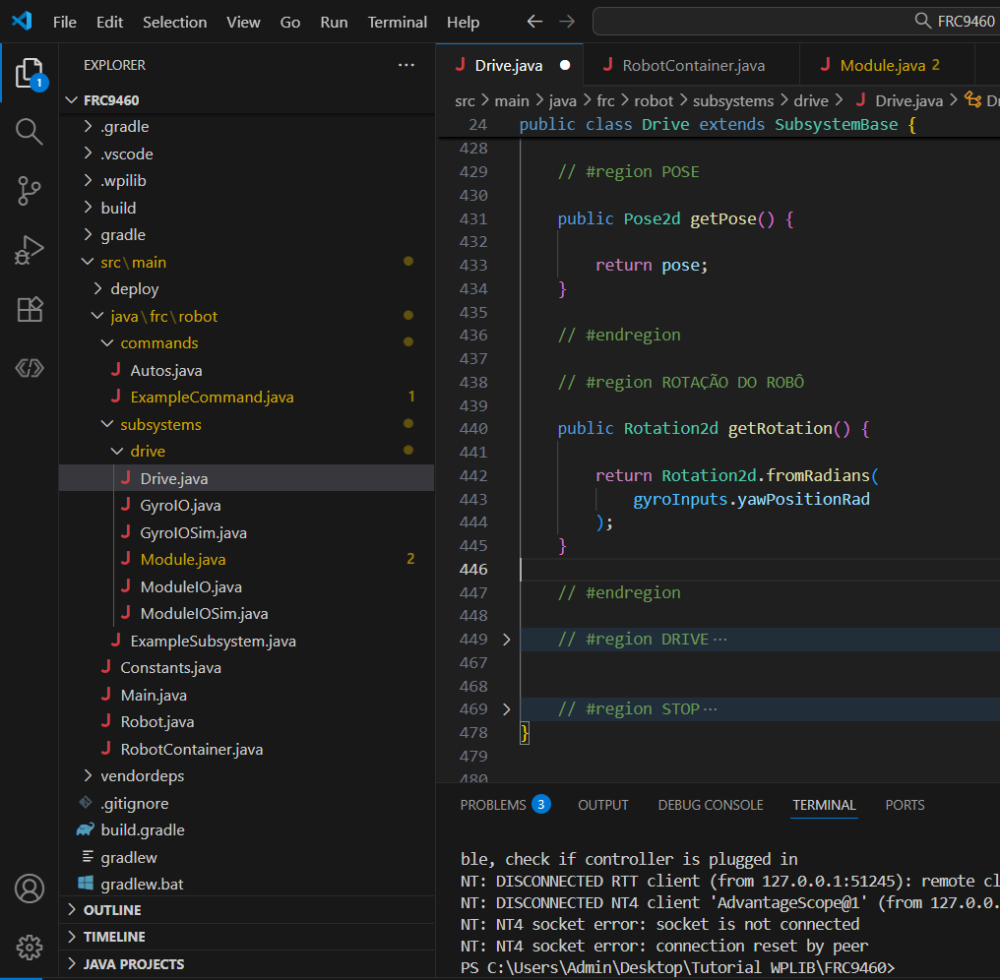 File Edit Selection View Go Run Terminal Help FRC9460
EXPLORER
FRC9460
.gradle
.vscode
.wpilib
build
gradle
src\main
deploy
java\frc\robot
commands
Autos.java
ExampleCommand.java 1
subsystems
drive
Drive.java
GyroIO.java
GyroIOSim.java
Module.java 2
ModuleIO.java
ModuleIOSim.java
ExampleSubsystem.java
Constants.java
Main.java
Robot.java
RobotContainer.java
vendordeps
.gitignore
build.gradle
gradlew
gradlew.bat
OUTLINE
TIMELINE
JAVA PROJECTS
1
Drive.java RobotContainer.java Module.java 2
src > main > java > frc > robot > subsystems > drive > Drive.java >
24 public class Drive extends SubsystemBase {
428
429 // #region POSE
430
431 public Pose2d getPose() {
432
433 return pose;
434 }
435
436 // #endregion
437
438 // #region ROTAÇÃO DO ROBÔ
439
440 public Rotation2d getRotation() {
441
442 return Rotation2d.fromRadians(
443 gyroInputs.yawPositionRad
444 );
445 }
446
447 // #endregion
448
449 // #region DRIVE ···
467
468
469 // #region STOP ···
478 }
479
480
PROBLEMS 3 OUTPUT DEBUG CONSOLE TERMINAL PORTS
ble, check if controller is plugged in
NT: DISCONNECTED RTT client (from 127.0.0.1:51245): remote cl
NT: DISCONNECTED NT4 client 'AdvantageScope@1' (from 127.0.0.
NT: NT4 socket error: socket is not connected
NT: NT4 socket error: connection reset by peer
PS C:\Users\Admin\Desktop\Tutorial WPLIB\FRC9460>